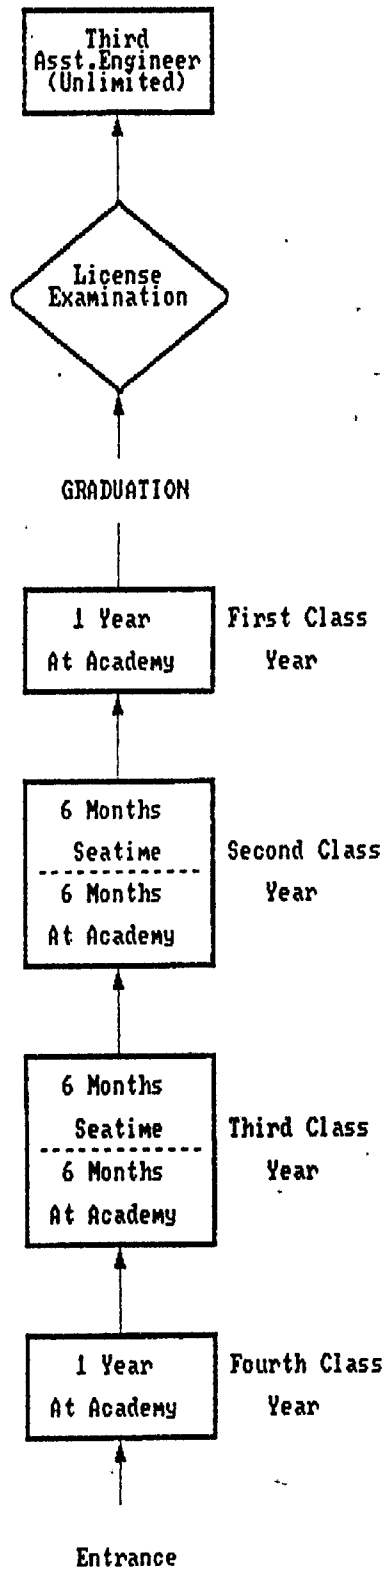 Third
Asst.Engineer
(Unlimited)
License
Examination
GRADUATION
1 Year
At Academy
First Class
Year
6 Months
Seatime
6 Months
At Academy
Second Class
Year
6 Months
Seatime
6 Months
At Academy
Third Class
Year
1 Year
At Academy
Fourth Class
Year
Entrance